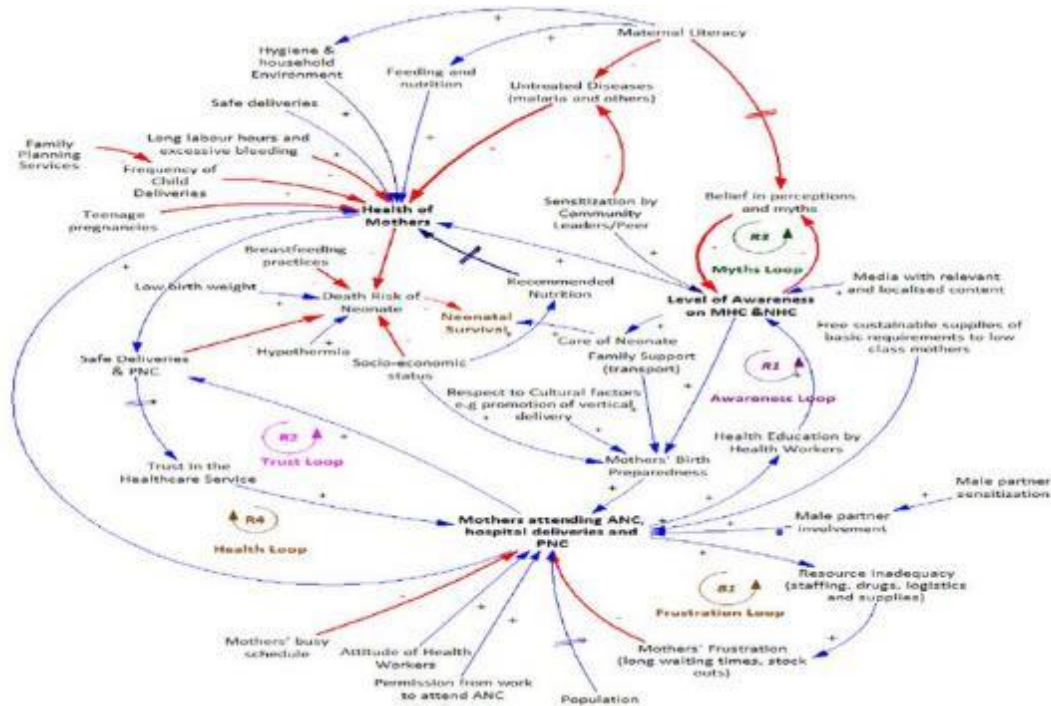 Maternal Literacy
Hygiene &
household
Environment
Feeding and
nutrition
Untreated Diseases
(malaria and others)
Safe deliveries
Long labour hours and
excessive bleeding
Family
Planning
Services
Frequency of
Child
Deliveries
Teenage
pregnancies
Health of
Mothers
Sensitization by
Community
Leaders/Peer
Belief in perceptions
and myths
R3
Myths Loop
Breastfeeding
practices
Low birth weight
Death Risk of
Neonate
Neonatal
Survival
Recommended
Nutrition
Level of Awareness
on MHC &NHC
Media with relevant
and localised content
Hypothermia
Care of Neonate
Free sustainable supplies of
basic requirements to low
class mothers
Safe Deliveries
& PNC
Socio-economic
status
Family Support
(transport)
R1
Awareness Loop
Respect to Cultural factors
e.g promotion of vertical
delivery
R2
Trust Loop
Health Education by
Health Workers
Mothers' Birth
Preparedness
Trust in the
Healthcare Service
Male partner
sensitization
R4
Health Loop
Mothers attending ANC,
hospital deliveries and
PNC
Male partner
involvement
Resource Inadequacy
(staffing, drugs, logistics
and supplies)
B1
Frustration Loop
Mothers' busy
schedule
Attitude of Health
Workers
Mothers' Frustration
(long waiting times, stock
outs)
Permission from work
to attend ANC
Population